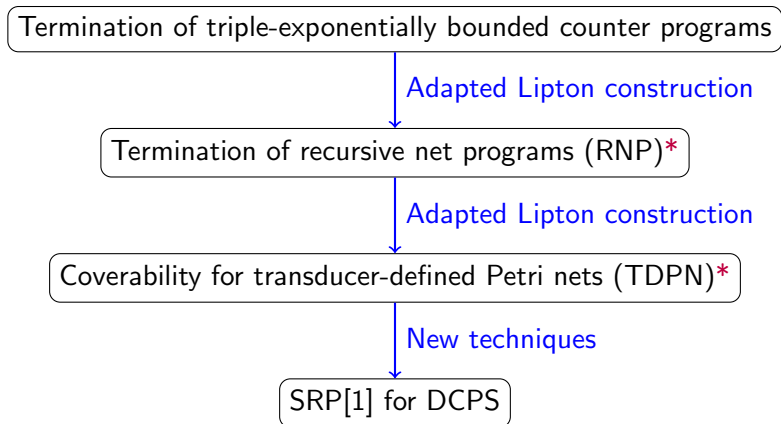 Termination of triple-exponentially bounded counter programs
Adapted Lipton construction
Termination of recursive net programs (RNP)*
Adapted Lipton construction
Coverability for transducer-defined Petri nets (TDPN)*
New techniques
SRP[1] for DCPS